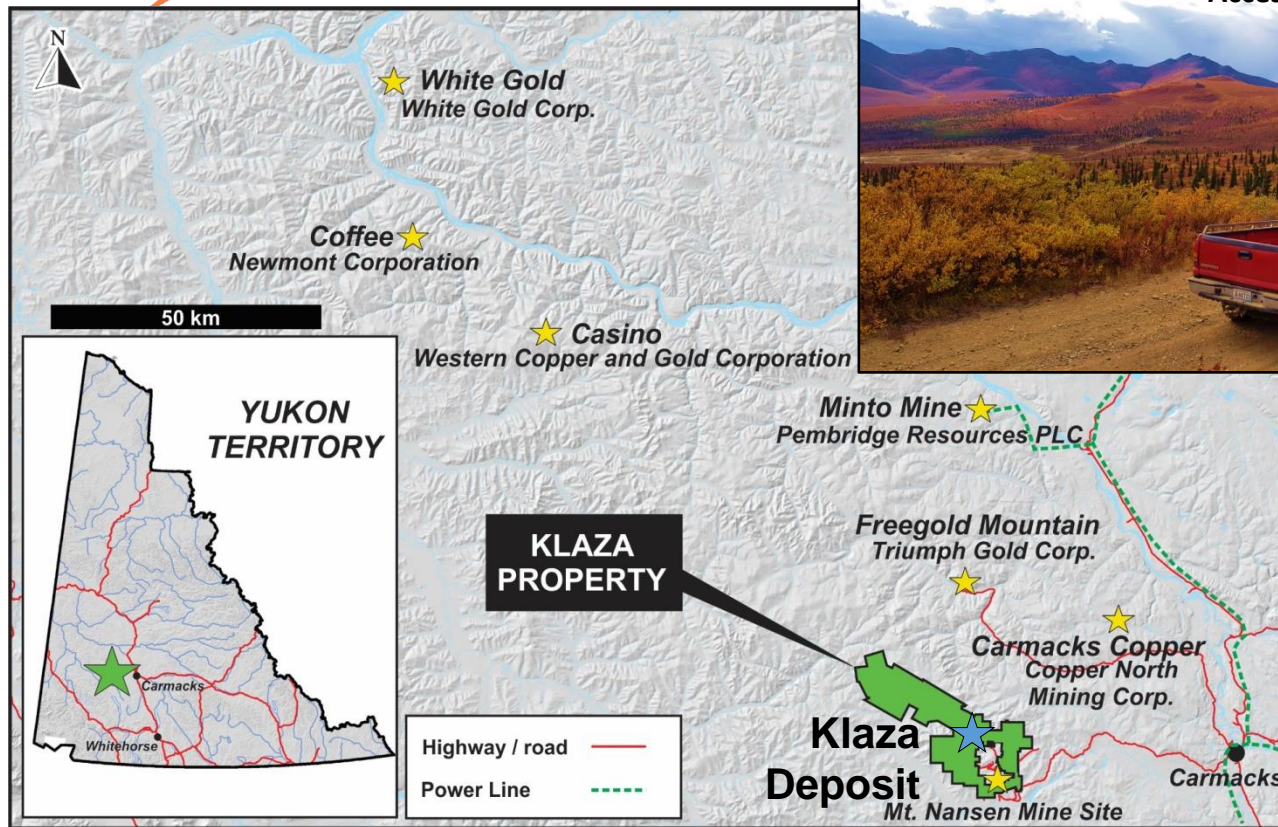 N
White Gold
White Gold Corp.
Coffee
Newmont Corporation
50 km
Casino
Western Copper and Gold Corporation
YUKON
TERRITORY
Carmacks
Whitehorse
Minto Mine
Pembridge Resources PLC
KLAZA
PROPERTY
Freegold Mountain
Triumph Gold Corp.
Carmacks Copper
Copper North
Mining Corp.
Highway / road
Power Line
Klaza
Deposit
Mt. Nansen Mine Site
Carmacks